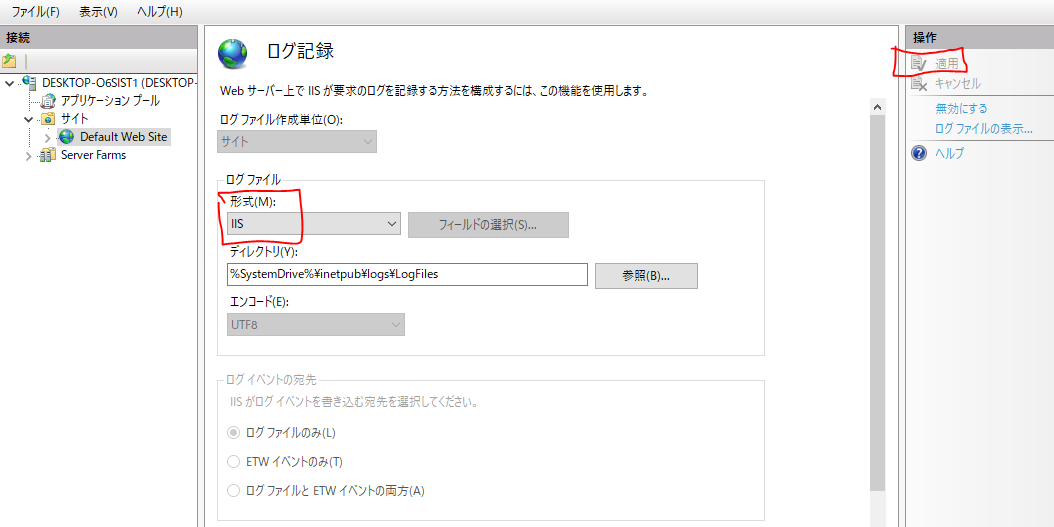 ファイル(F) 表示(V) ヘルプ(H)
接続
DESKTOP-O6SIST1 (DESKTOP-
アプリケーション プール
サイト
Default Web Site
Server Farms
ログ記録
Web サーバー上で IIS が要求のログを記録する方法を構成するには、この機能を使用します。
ログ ファイル作成単位(O):
サイト
ログ ファイル
形式(M):
IIS
フィールドの選択(S)...
ディレクトリ(Y):
%SystemDrive%¥inetpub¥logs¥LogFiles
参照(B)...
エンコード(E):
UTF8
ログ イベントの宛先
IIS がログ イベントを書き込む宛先を選択してください。
ログ ファイルのみ(L)
ETW イベントのみ(T)
ログ ファイルと ETW イベントの両方(A)
操作
適用
キャンセル
無効にする
ログ ファイルの表示...
ヘルプ